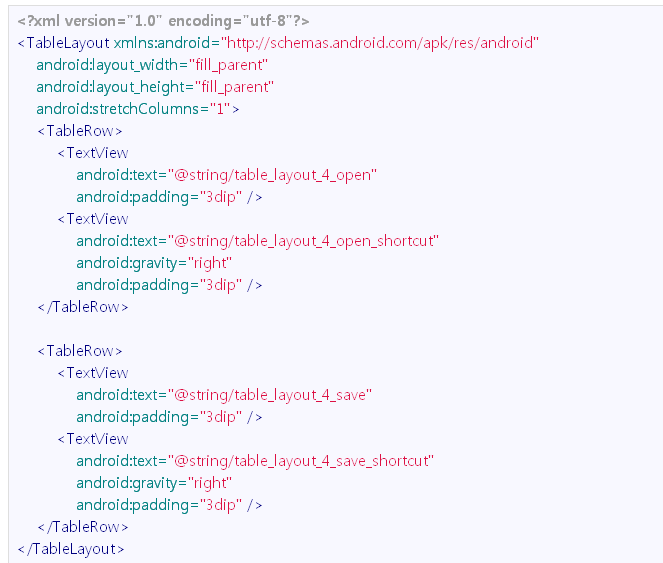 <?xml version="1.0" encoding="utf-8"?>
<TableLayout xmlns:android="http://schemas.android.com/apk/res/android"
    android:layout_width="fill_parent"
    android:layout_height="fill_parent"
    android:stretchColumns="1">
    <TableRow>
        <TextView
            android:text="@string/table_layout_4_open"
            android:padding="3dip" />
        <TextView
            android:text="@string/table_layout_4_open_shortcut"
            android:gravity="right"
            android:padding="3dip" />
    </TableRow>

    <TableRow>
        <TextView
            android:text="@string/table_layout_4_save"
            android:padding="3dip" />
        <TextView
            android:text="@string/table_layout_4_save_shortcut"
            android:gravity="right"
            android:padding="3dip" />
    </TableRow>
</TableLayout>